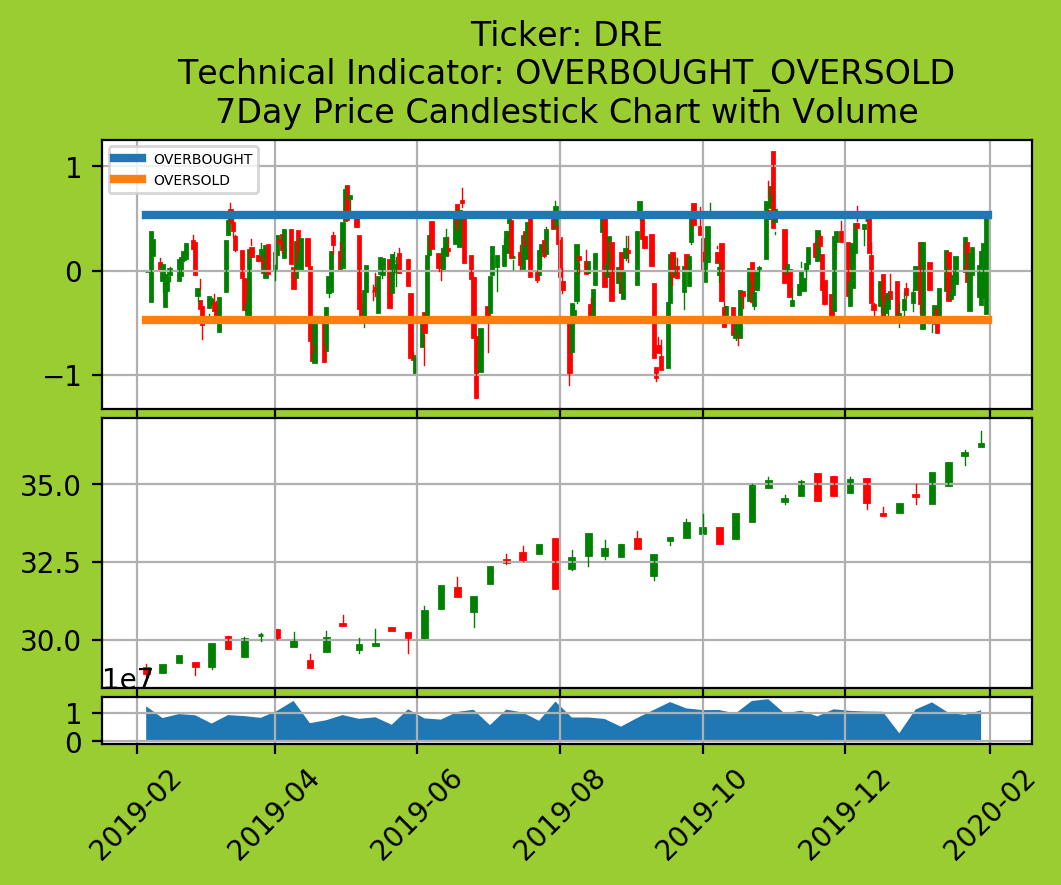 Ticker: DRE
Technical Indicator: OVERBOUGHT_OVERSOLD
7Day Price Candlestick Chart with Volume
OVERBOUGHT
OVERSOLD
1
0
−1
35.0
32.5
30.0
1e7
1
0
2019-02
2019-04
2019-06
2019-08
2019-10
2019-12
2020-02